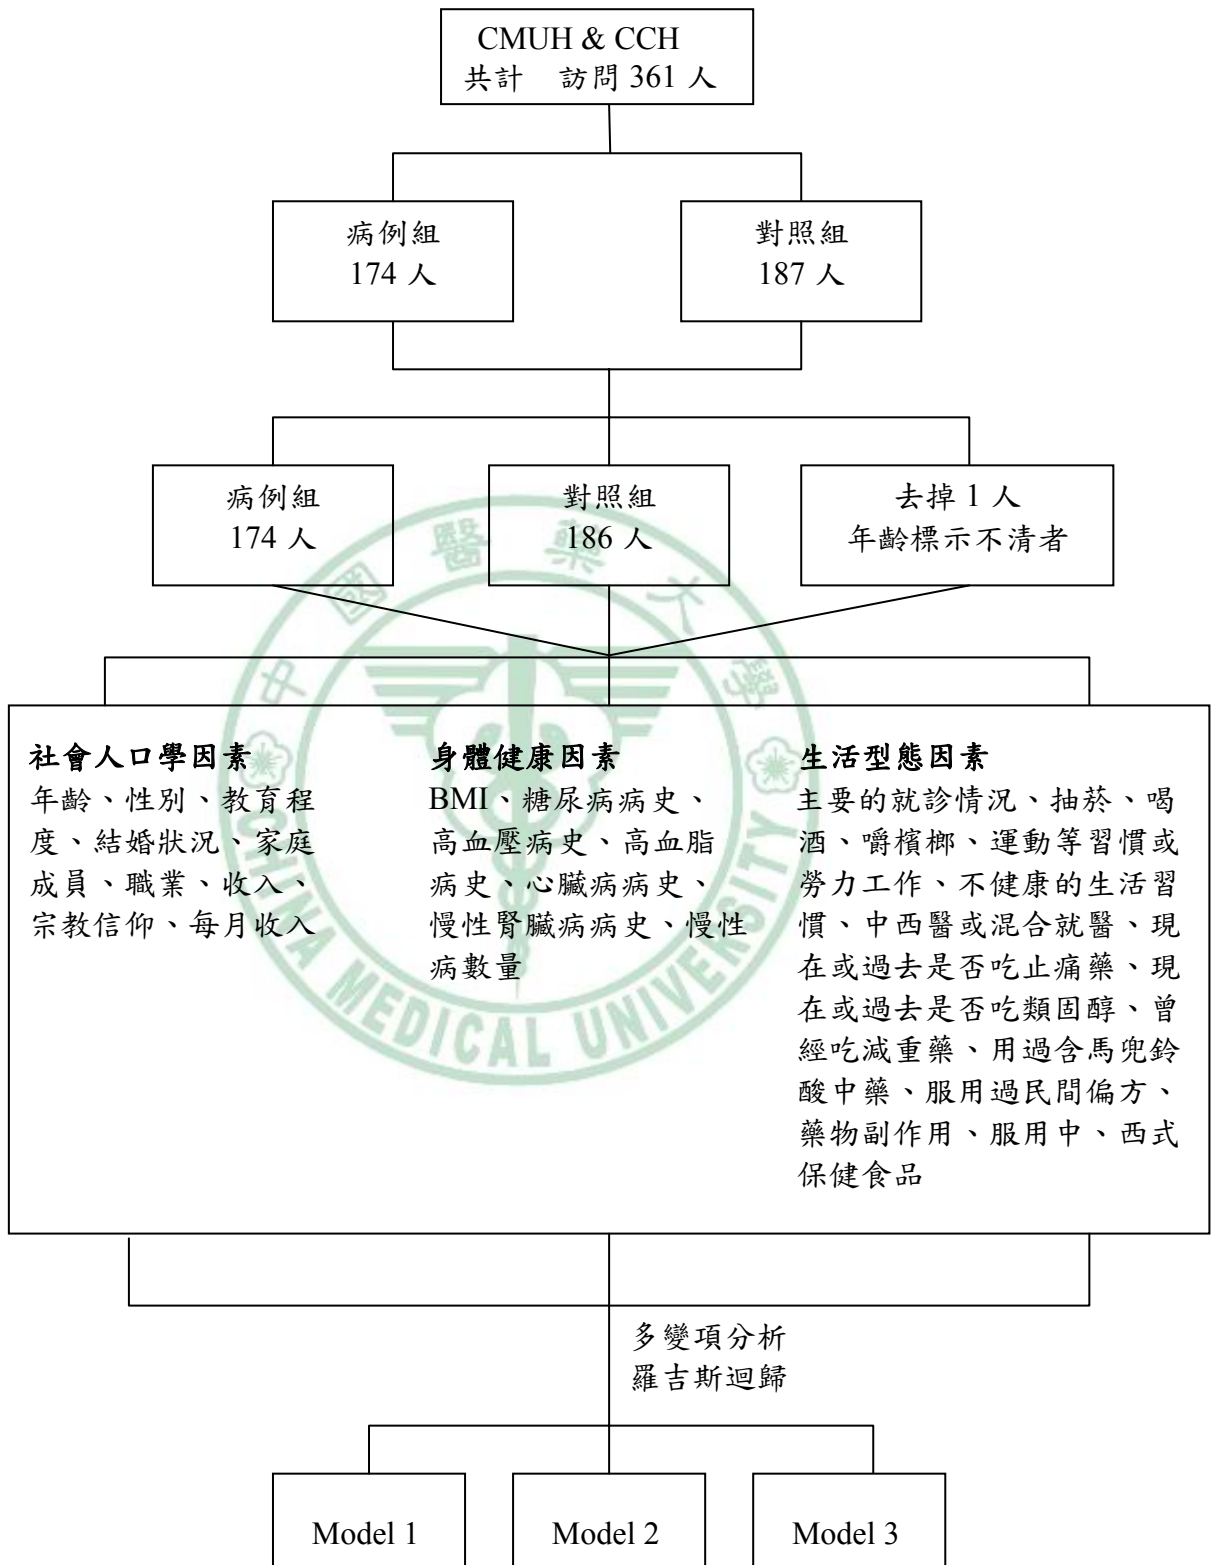 CMUH & CCH
共計 訪問 361 人
病例組
174 人
對照組
187 人
病例組
174 人
對照組
186 人
去掉 1 人
年齡標示不清者
中國醫藥大學
CHINA MEDICAL UNIVERSITY
社會人口學因素
年齡、性別、教育程
度、結婚狀況、家庭
成員、職業、收入、
宗教信仰、每月收入
身體健康因素
BMI、糖尿病病史、
高血壓病史、高血脂
病史、心臟病病史、
慢性腎臟病病史、慢性
病數量
生活型態因素
主要的就診情況、抽菸、喝
酒、嚼檳榔、運動等習慣或
勞力工作、不健康的生活習
慣、中西醫或混合就醫、現
在或過去是否吃止痛藥、現
在或過去是否吃類固醇、曾
經吃減重藥、用過含馬兜鈴
酸中藥、服用過民間偏方、
藥物副作用、服用中、西式
保健食品
多變項分析
羅吉斯迴歸
Model 1
Model 2
Model 3